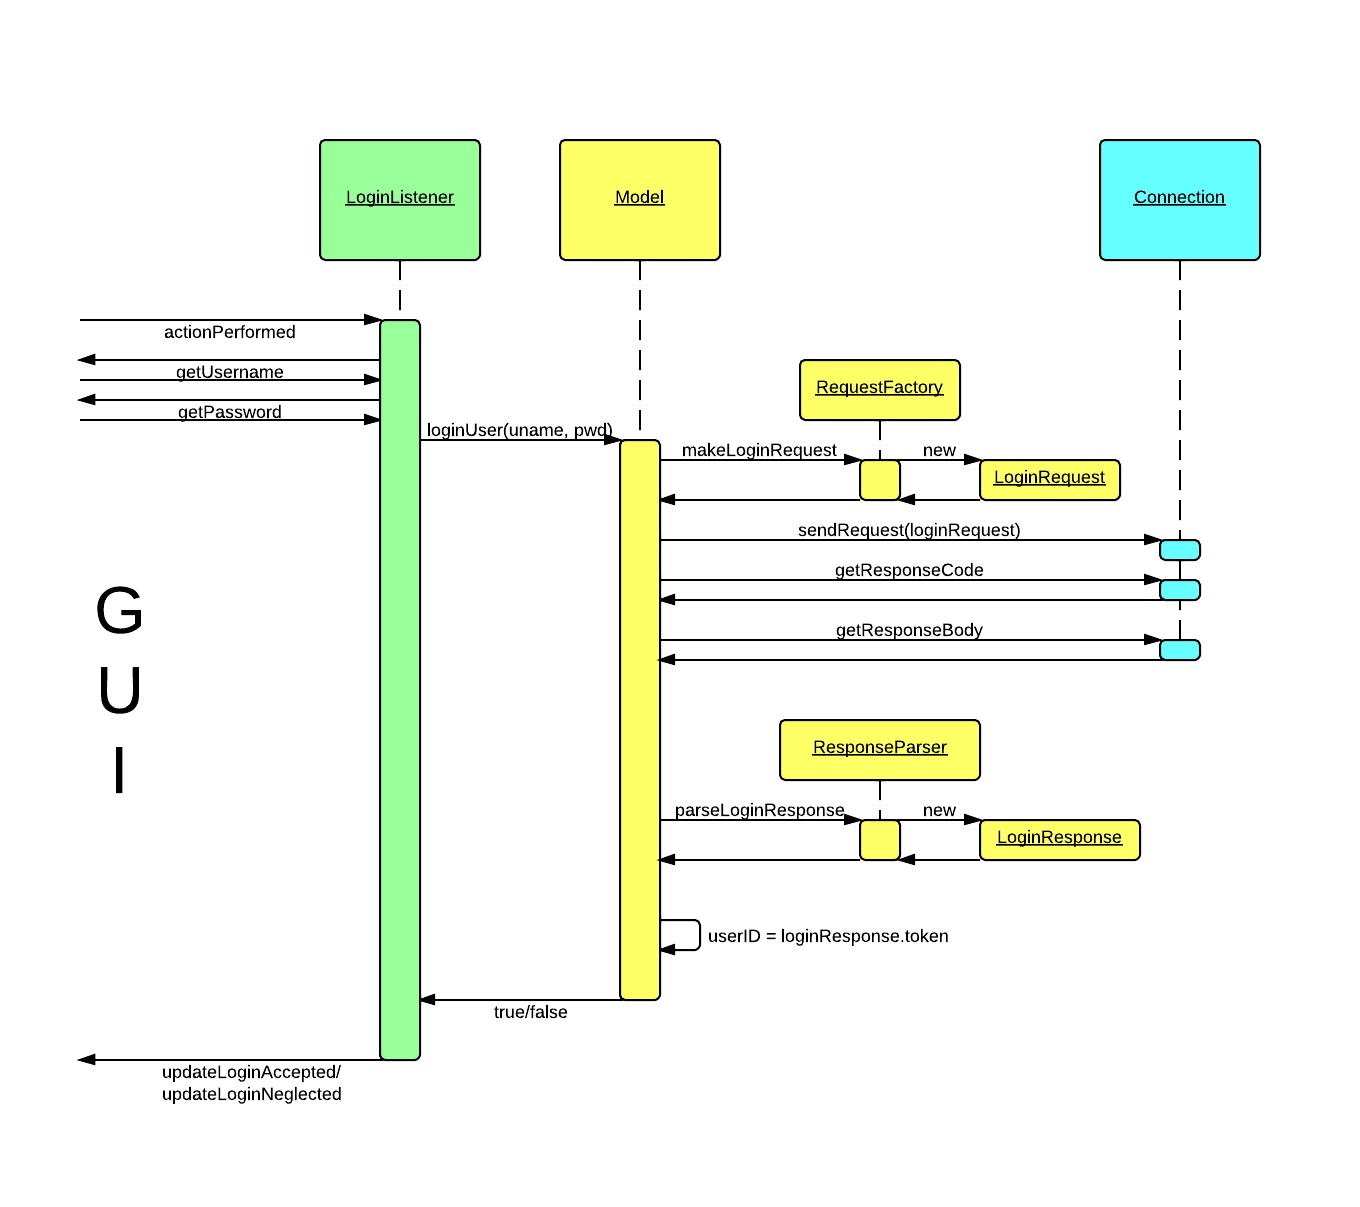 LoginListener
Model
Connection
actionPerformed
getUsername
getPassword
loginUser(uname, pwd)
RequestFactory
makeLoginRequest
new
LoginRequest
sendRequest(loginRequest)
getResponseCode
getResponseBody
G
U
I
ResponseParser
parseLoginResponse
new
LoginResponse
userID = loginResponse.token
true/false
updateLoginAccepted/
updateLoginNeglected